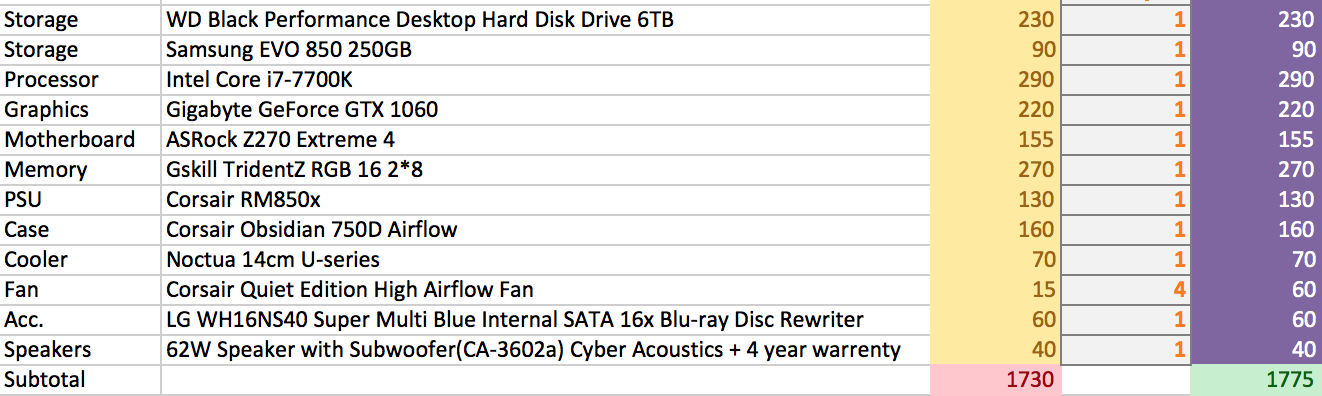 Storage WD Black Performance Desktop Hard Disk Drive 6TB 230 1 230
Storage Samsung EVO 850 250GB 90 1 90
Processor Intel Core i7-7700K 290 1 290
Graphics Gigabyte GeForce GTX 1060 220 1 220
Motherboard ASRock Z270 Extreme 4 155 1 155
Memory Gskill TridentZ RGB 16 2*8 270 1 270
PSU Corsair RM850x 130 1 130
Case Corsair Obsidian 750D Airflow 160 1 160
Cooler Noctua 14cm U-series 70 1 70
Fan Corsair Quiet Edition High Airflow Fan 15 4 60
Acc. LG WH16NS40 Super Multi Blue Internal SATA 16x Blu-ray Disc Rewriter 60 1 60
Speakers 62W Speaker with Subwoofer(CA-3602a) Cyber Acoustics + 4 year warrenty 40 1 40
Subtotal 1730 1775